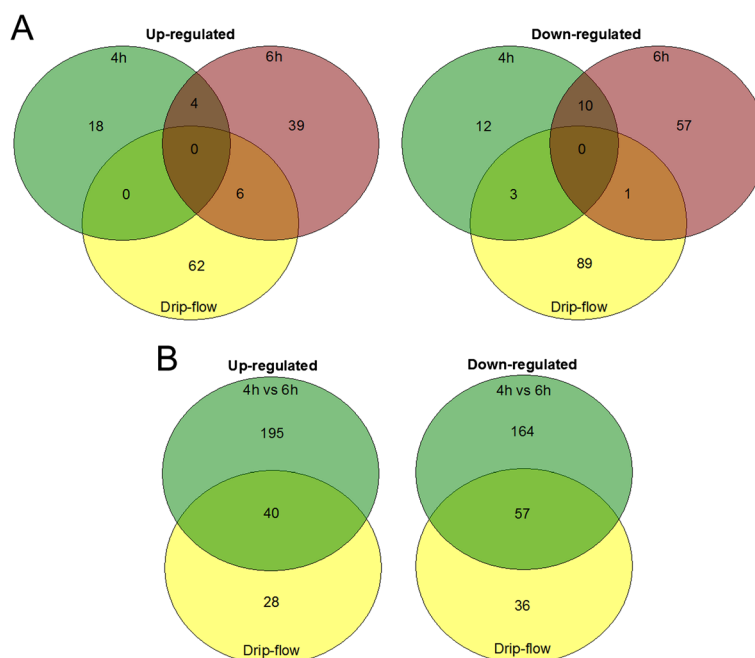 A
Up-regulated
4h
6h
4
18
39
0
0
6
62
Drip-flow
Down-regulated
4h
6h
10
12
57
0
3
1
89
Drip-flow
B
Up-regulated
4h vs 6h
195
40
28
Drip-flow
Down-regulated
4h vs 6h
164
57
36
Drip-flow